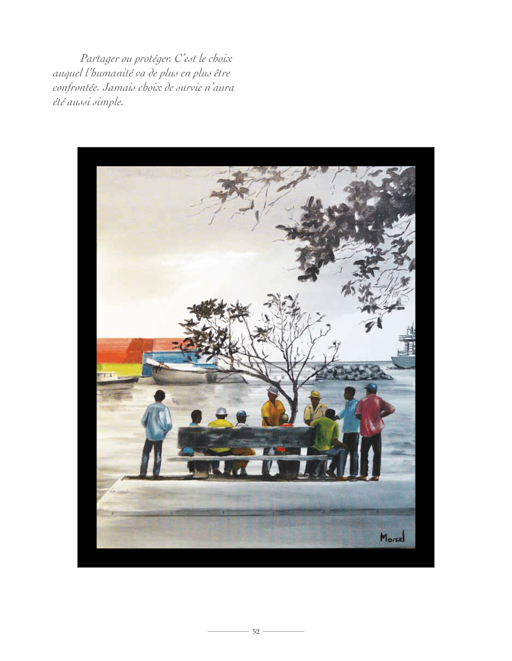 Partager ou protéger. C'est le choix
auquel l'humanité va de plus en plus être
confrontée. Jamais choix de survie n'aura
été aussi simple.
Morsel
52